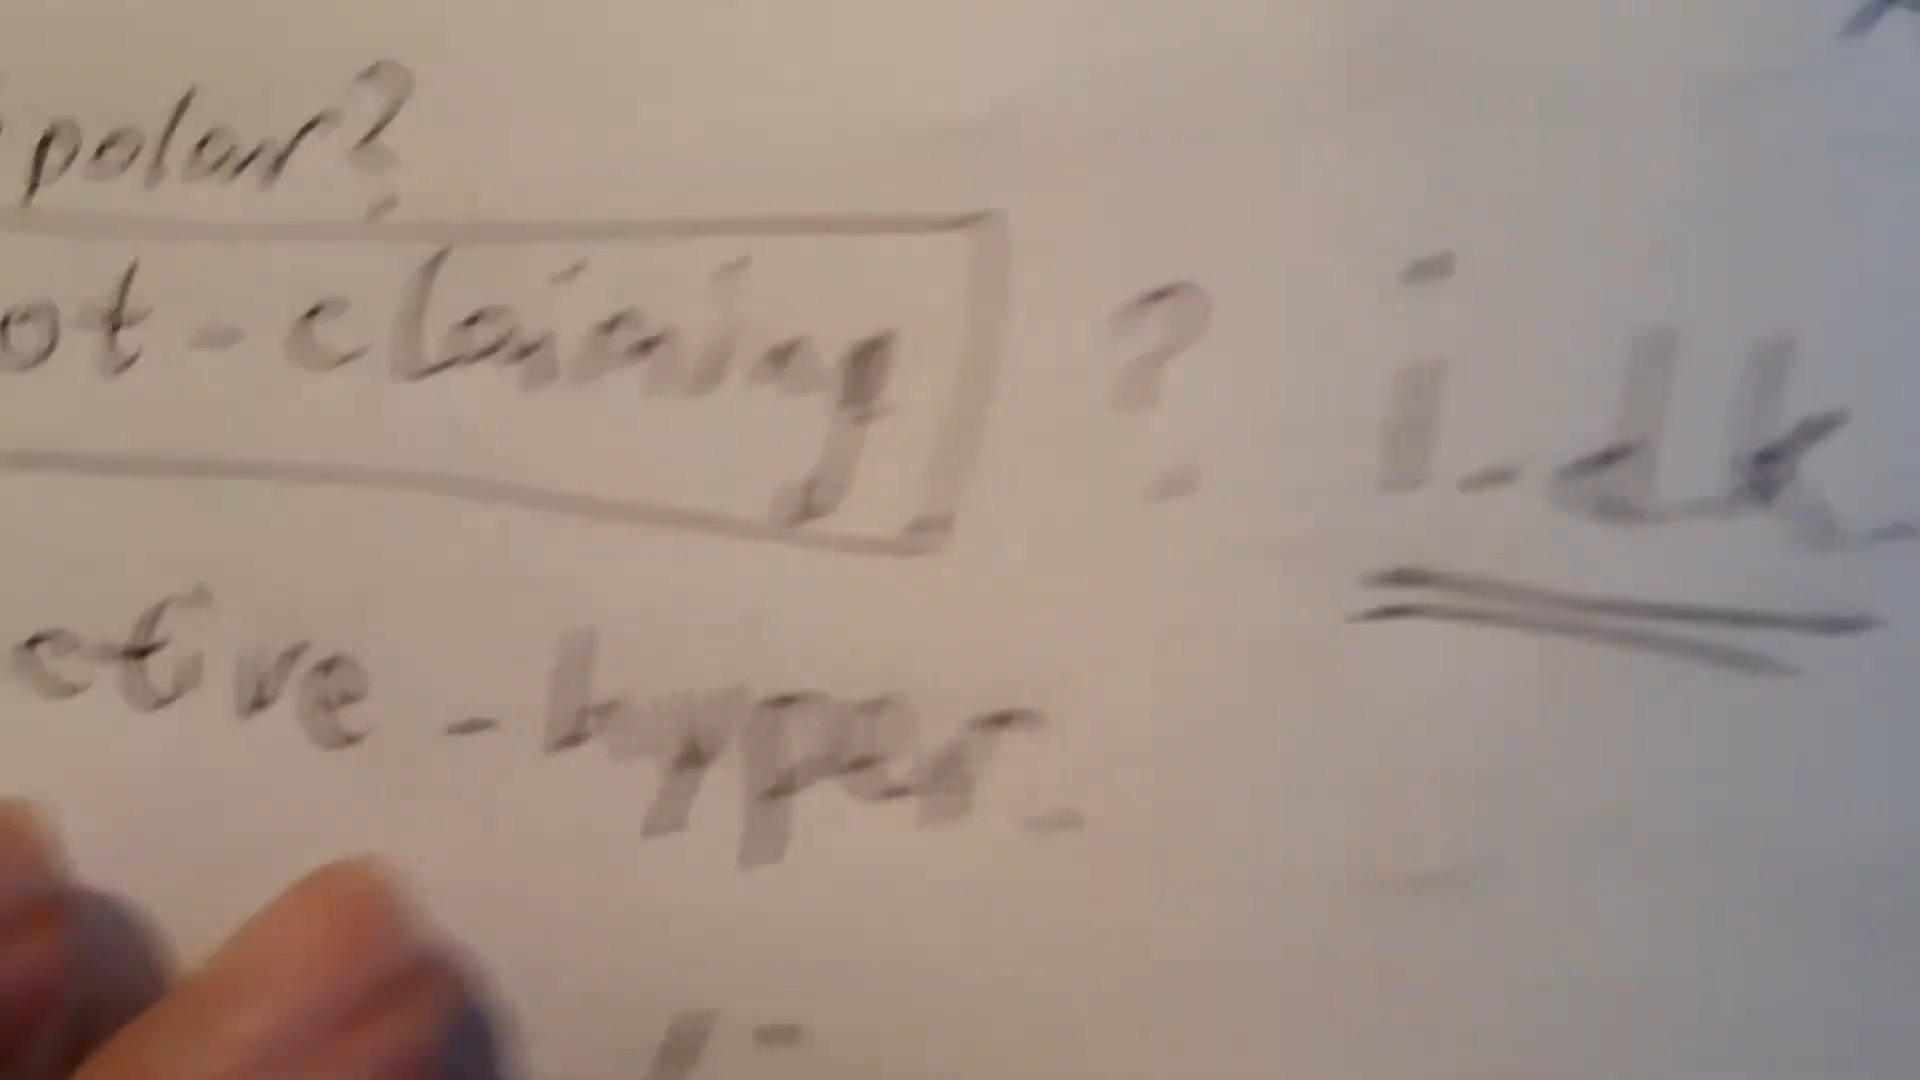 polar?
ot-claiming ? i.dk
ctive-hyper